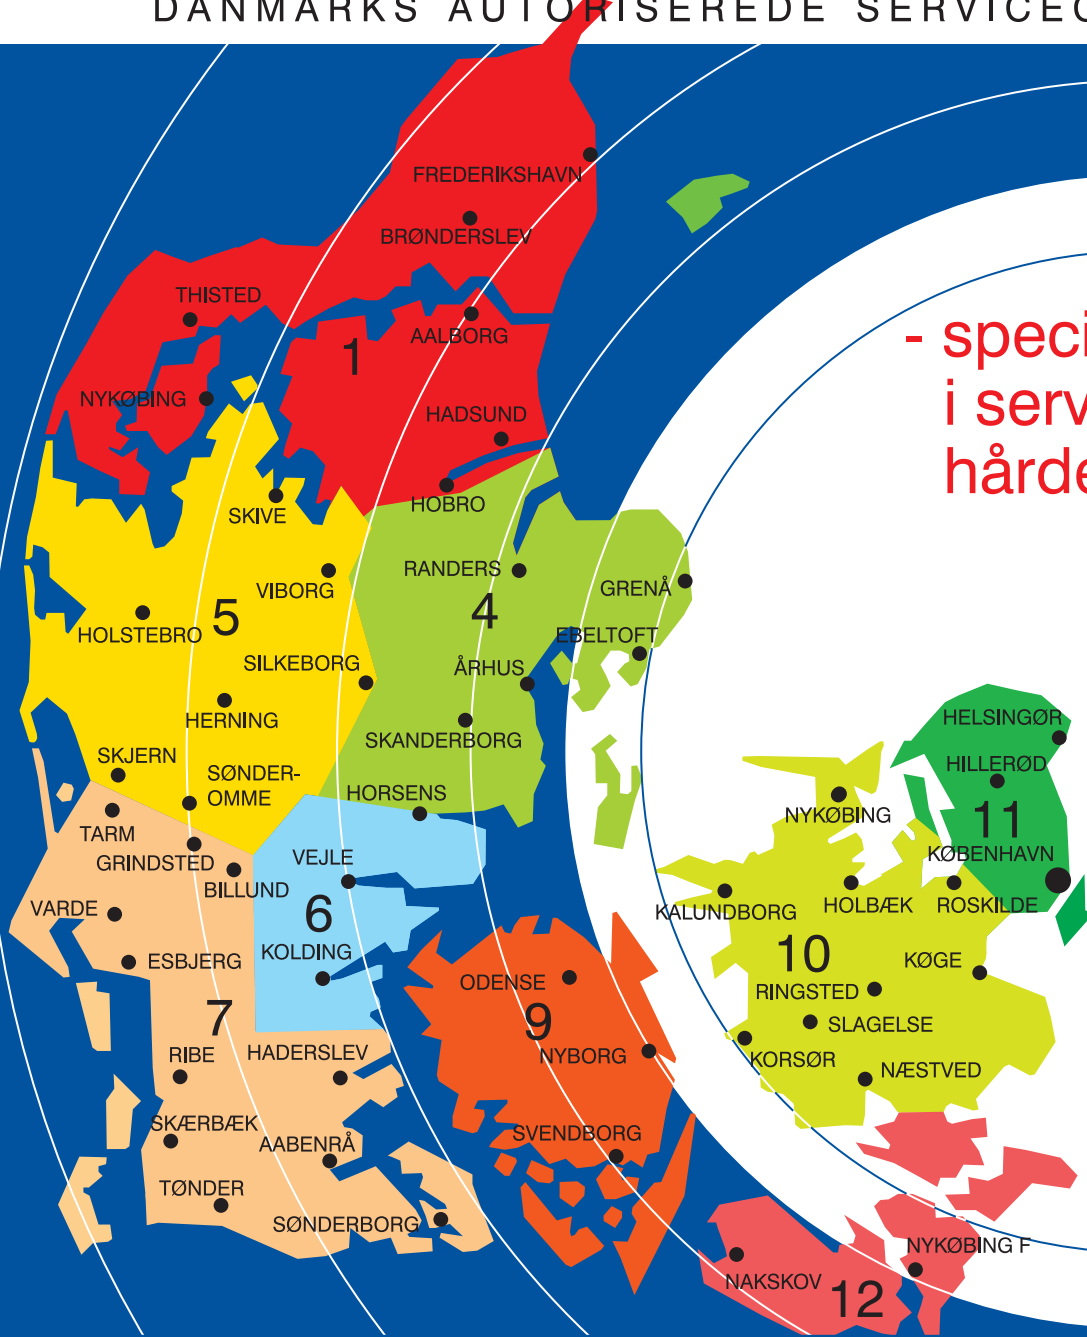 DANMARKS AUTORISEREDE
- speci
i serv
hårde
FREDERIKSHAVN
BRØNDERSLEV
THISTED
AALBORG
1
NYKØBING
HADSUND
HOBRO
SKIVE
RANDERS
VIBORG
GRENÅ
5
4
HOLSTEBRO
EBELTOFT
SILKEBORG
ÅRHUS
HERNING
SKANDERBORG
HELSINGØR
SKJERN
HILLERØD
SØNDER-
OMME
HORSENS
NYKØBING
11
TARM
GRINDSTED
VEJLE
KØBENHAVN
BILLUND
VARDE
6
KALUNDBORG
HOLBÆK
ROSKILDE
KOLDING
10
ESBJERG
KØGE
ODENSE
RINGSTED
7
9
SLAGELSE
RIBE
HADERSLEV
NYBORG
KORSØR
NÆSTVED
SKÆRBÆK
AABENRÅ
SVENDBORG
TØNDER
SØNDERBORG
NYKØBING F
NAKSKOV
12